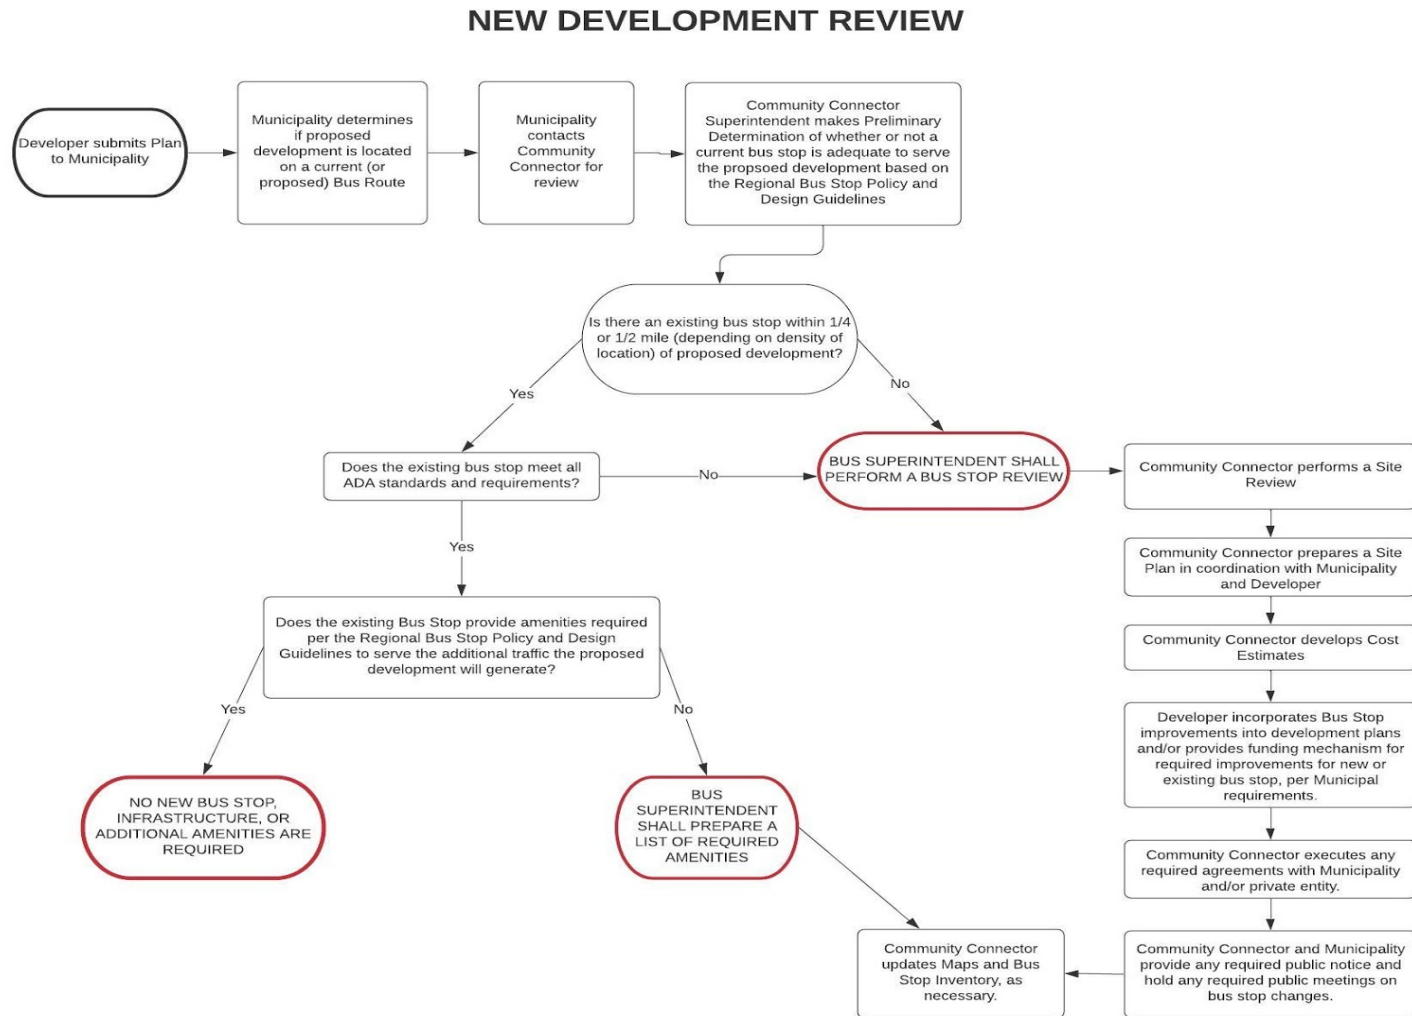 NEW DEVELOPMENT REVIEW
Developer submits Plan
to Municipality
Municipality determines
if proposed
development is located
on a current (or
proposed) Bus Route
Municipality
contacts
Community
Connector for
review
Community Connector
Superintendent makes Preliminary
Determination of whether or not a
current bus stop is adequate to serve
the propsoed development based on
the Regional Bus Stop Policy and
Design Guidelines
Is there an existing bus stop within 1/4
or 1/2 mile (depending on density of
location) of proposed development?
Yes
No
Does the existing bus stop meet all
ADA standards and requirements?
No
BUS SUPERINTENDENT SHALL
PERFORM A BUS STOP REVIEW
Community Connector performs a Site
Review
Yes
Community Connector prepares a Site
Plan in coordination with Municipality
and Developer
Does the existing Bus Stop provide amenities required
per the Regional Bus Stop Policy and Design
Guidelines to serve the additional traffic the proposed
development will generate?
Community Connector develops Cost
Estimates
Yes
No
Developer incorporates Bus Stop
improvements into development plans
and/or provides funding mechanism for
required improvements for new or
existing bus stop, per Municipal
requirements.
NO NEW BUS STOP,
INFRASTRUCTURE, OR
ADDITIONAL AMENITIES ARE
REQUIRED
BUS
SUPERINTENDENT
SHALL PREPARE A
LIST OF REQUIRED
AMENITIES
Community Connector executes any
required agreements with Municipality
and/or private entity.
Community Connector
updates Maps and Bus
Stop Inventory, as
necessary.
Community Connector and Municipality
provide any required public notice and
hold any required public meetings on
bus stop changes.